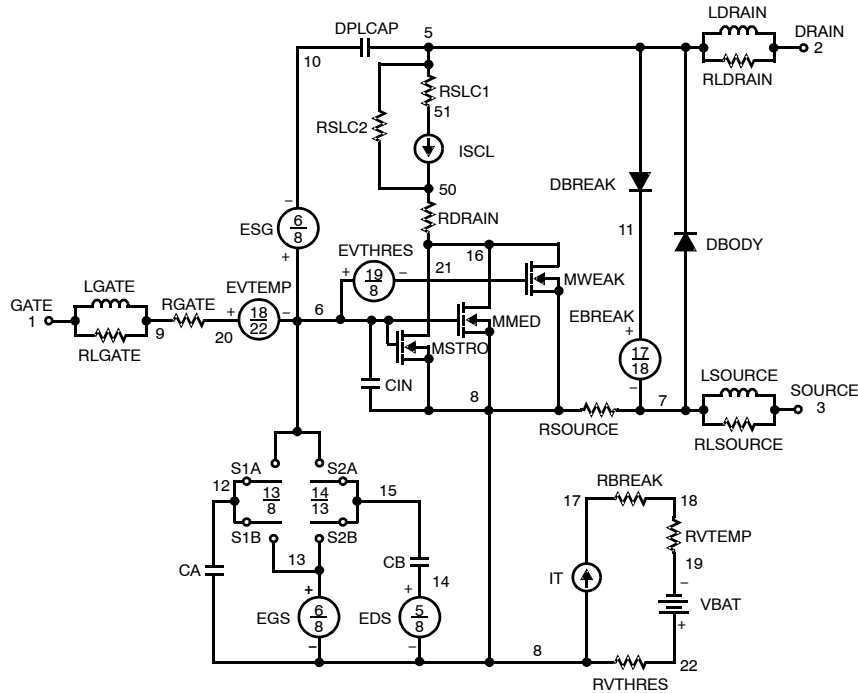 LDRAIN
DPLCAP
5
DRAIN
2
10
RLDRAIN
RSLC1
51
RSLC2
ISCL
50
DBREAK
RDRAIN
11
DBODY
−
6
8
ESG
+
EVTHRES
16
+
19
8
−
21
MWEAK
LGATE
EVTEMP
GATE
1
RGATE
+
18
22
−
6
EBREAK
+
MMED
9
20
MSTRO
RLGATE
17
18
−
LSOURCE
CIN
8
7
SOURCE
3
RSOURCE
RLSOURCE
S1A
S2A
12
13
8
14
13
15
RBREAK
17
18
S1B
S2B
RVTEMP
13
CB
19
CA
14
IT
−
VBAT
+
+
+
EGS
6
8
EDS
5
8
−
−
8
22
RVTHRES